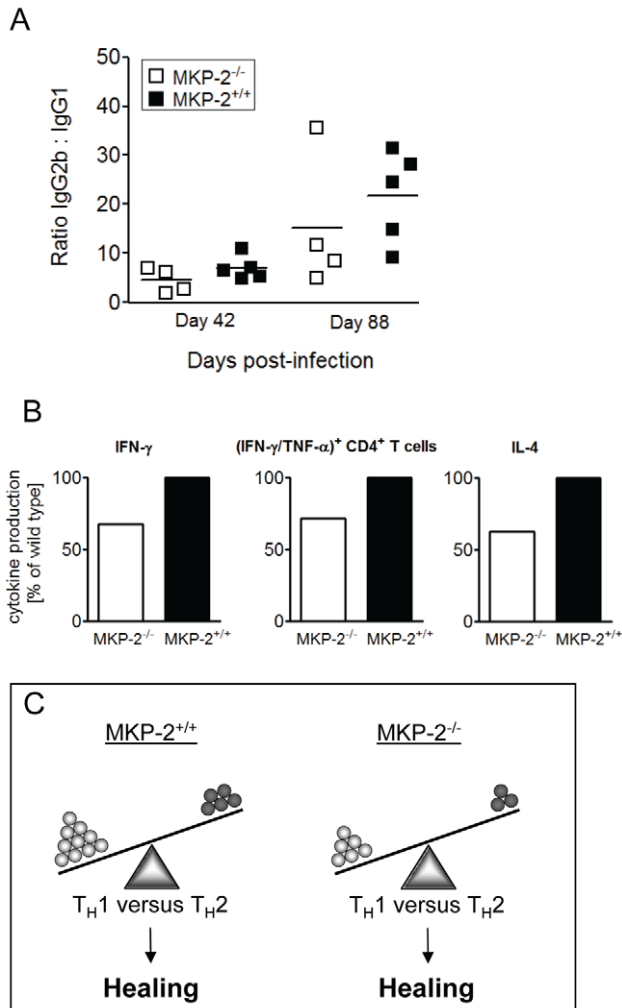 A
50
40
30
20
10
0
Ratio IgG2b : IgG1
MKP-2-/-
MKP-2+/+
Day 42 Day 88
Days post-infection
B
IFN-γ
(IFN-γ/TNF-α)+ CD4+ T cells
IL-4
cytokine production
[% of wild type]
100
50
0
MKP-2-/- MKP-2+/+
100
50
0
MKP-2-/- MKP-2+/+
100
50
0
MKP-2-/- MKP-2+/+
C
MKP-2+/+
TH1 versus TH2
Healing
MKP-2-/-
TH1 versus TH2
Healing